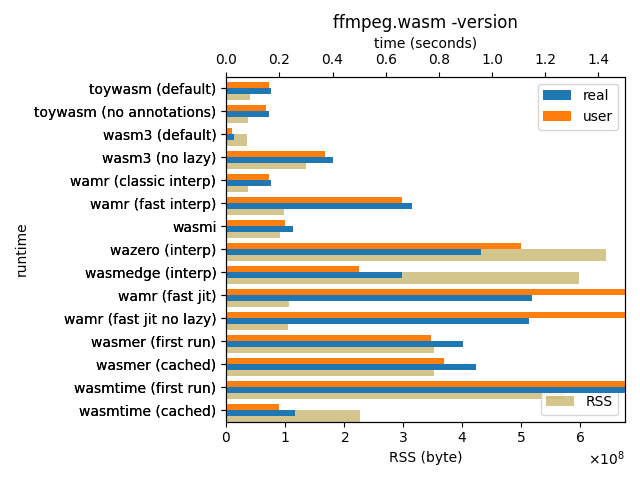 ffmpeg.wasm -version
time (seconds)
0.0 0.2 0.4 0.6 0.8 1.0 1.2 1.4
real
user
runtime
toywasm (default)
toywasm (no annotations)
wasm3 (default)
wasm3 (no lazy)
wamr (classic interp)
wamr (fast interp)
wasmi
wazero (interp)
wasmedge (interp)
wamr (fast jit)
wamr (fast jit no lazy)
wasmer (first run)
wasmer (cached)
wasmtime (first run)
wasmtime (cached)
RSS
0 1 2 3 4 5 6
RSS (byte)
×10⁸